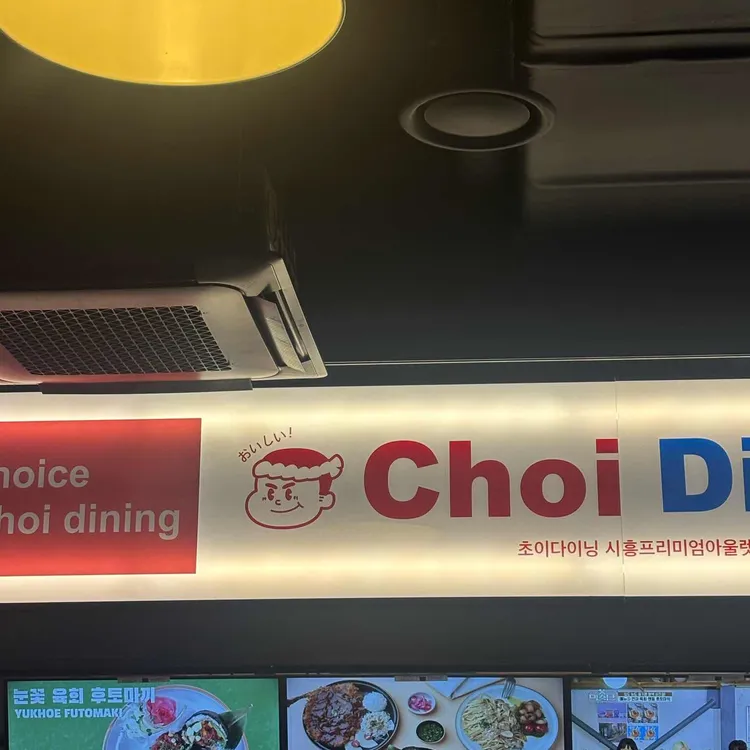 hoice
hoi dining
おいしい!
Choi Di
초이다이닝 시흥프리미엄아울렛
눈꽃 육회 후토마끼
YUKHOE FUTOMAKI